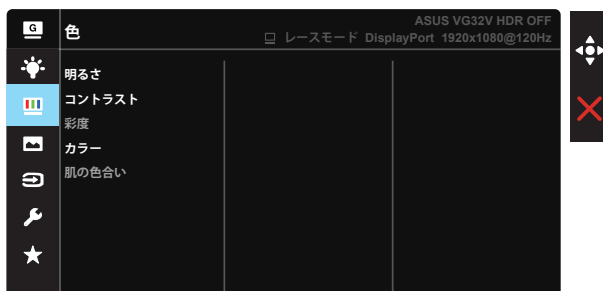 G
色
ASUS VG32V HDR OFF
レースモード DisplayPort 1920x1080@120Hz
明るさ
コントラスト
彩度
カラー
肌の色合い